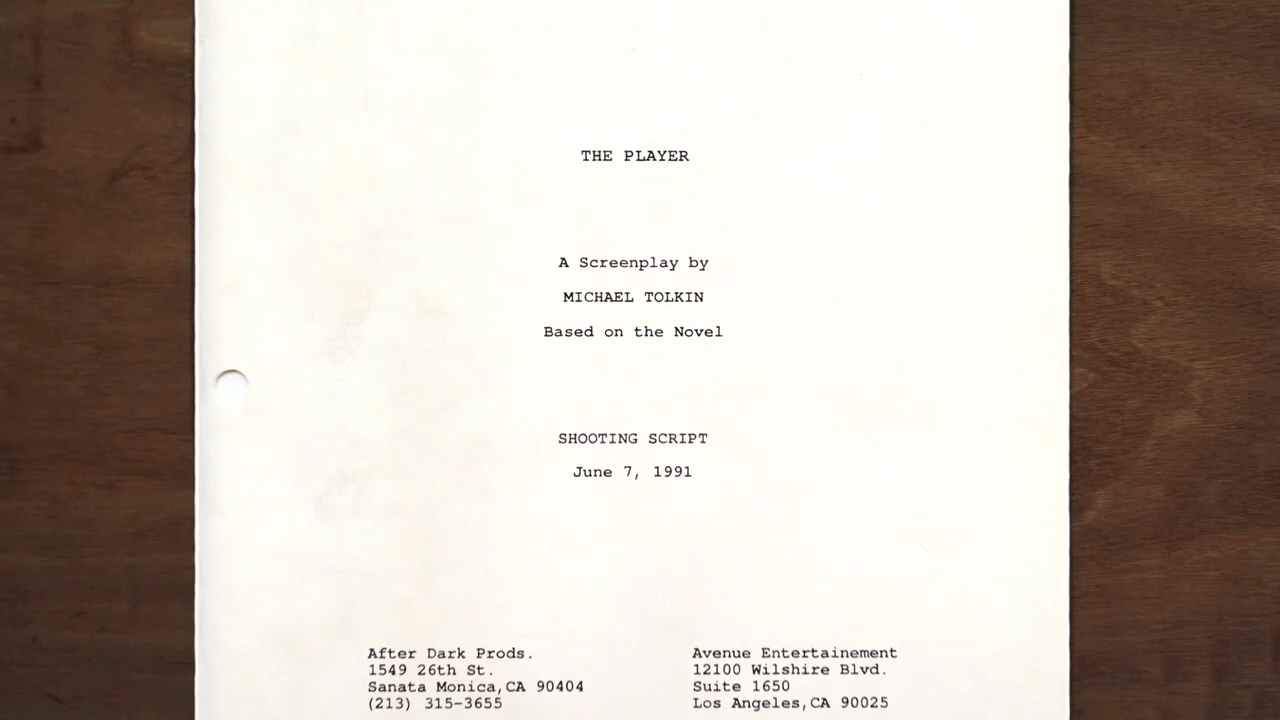 THE PLAYER
A Screenplay by
MICHAEL TOLKIN
Based on the Novel
SHOOTING SCRIPT
June 7, 1991
After Dark Prods.
1549 26th St.
Sanata Monica,CA 90404
(213) 315-3655
Avenue Entertainement
12100 Wilshire Blvd.
Suite 1650
Los Angeles,CA 90025